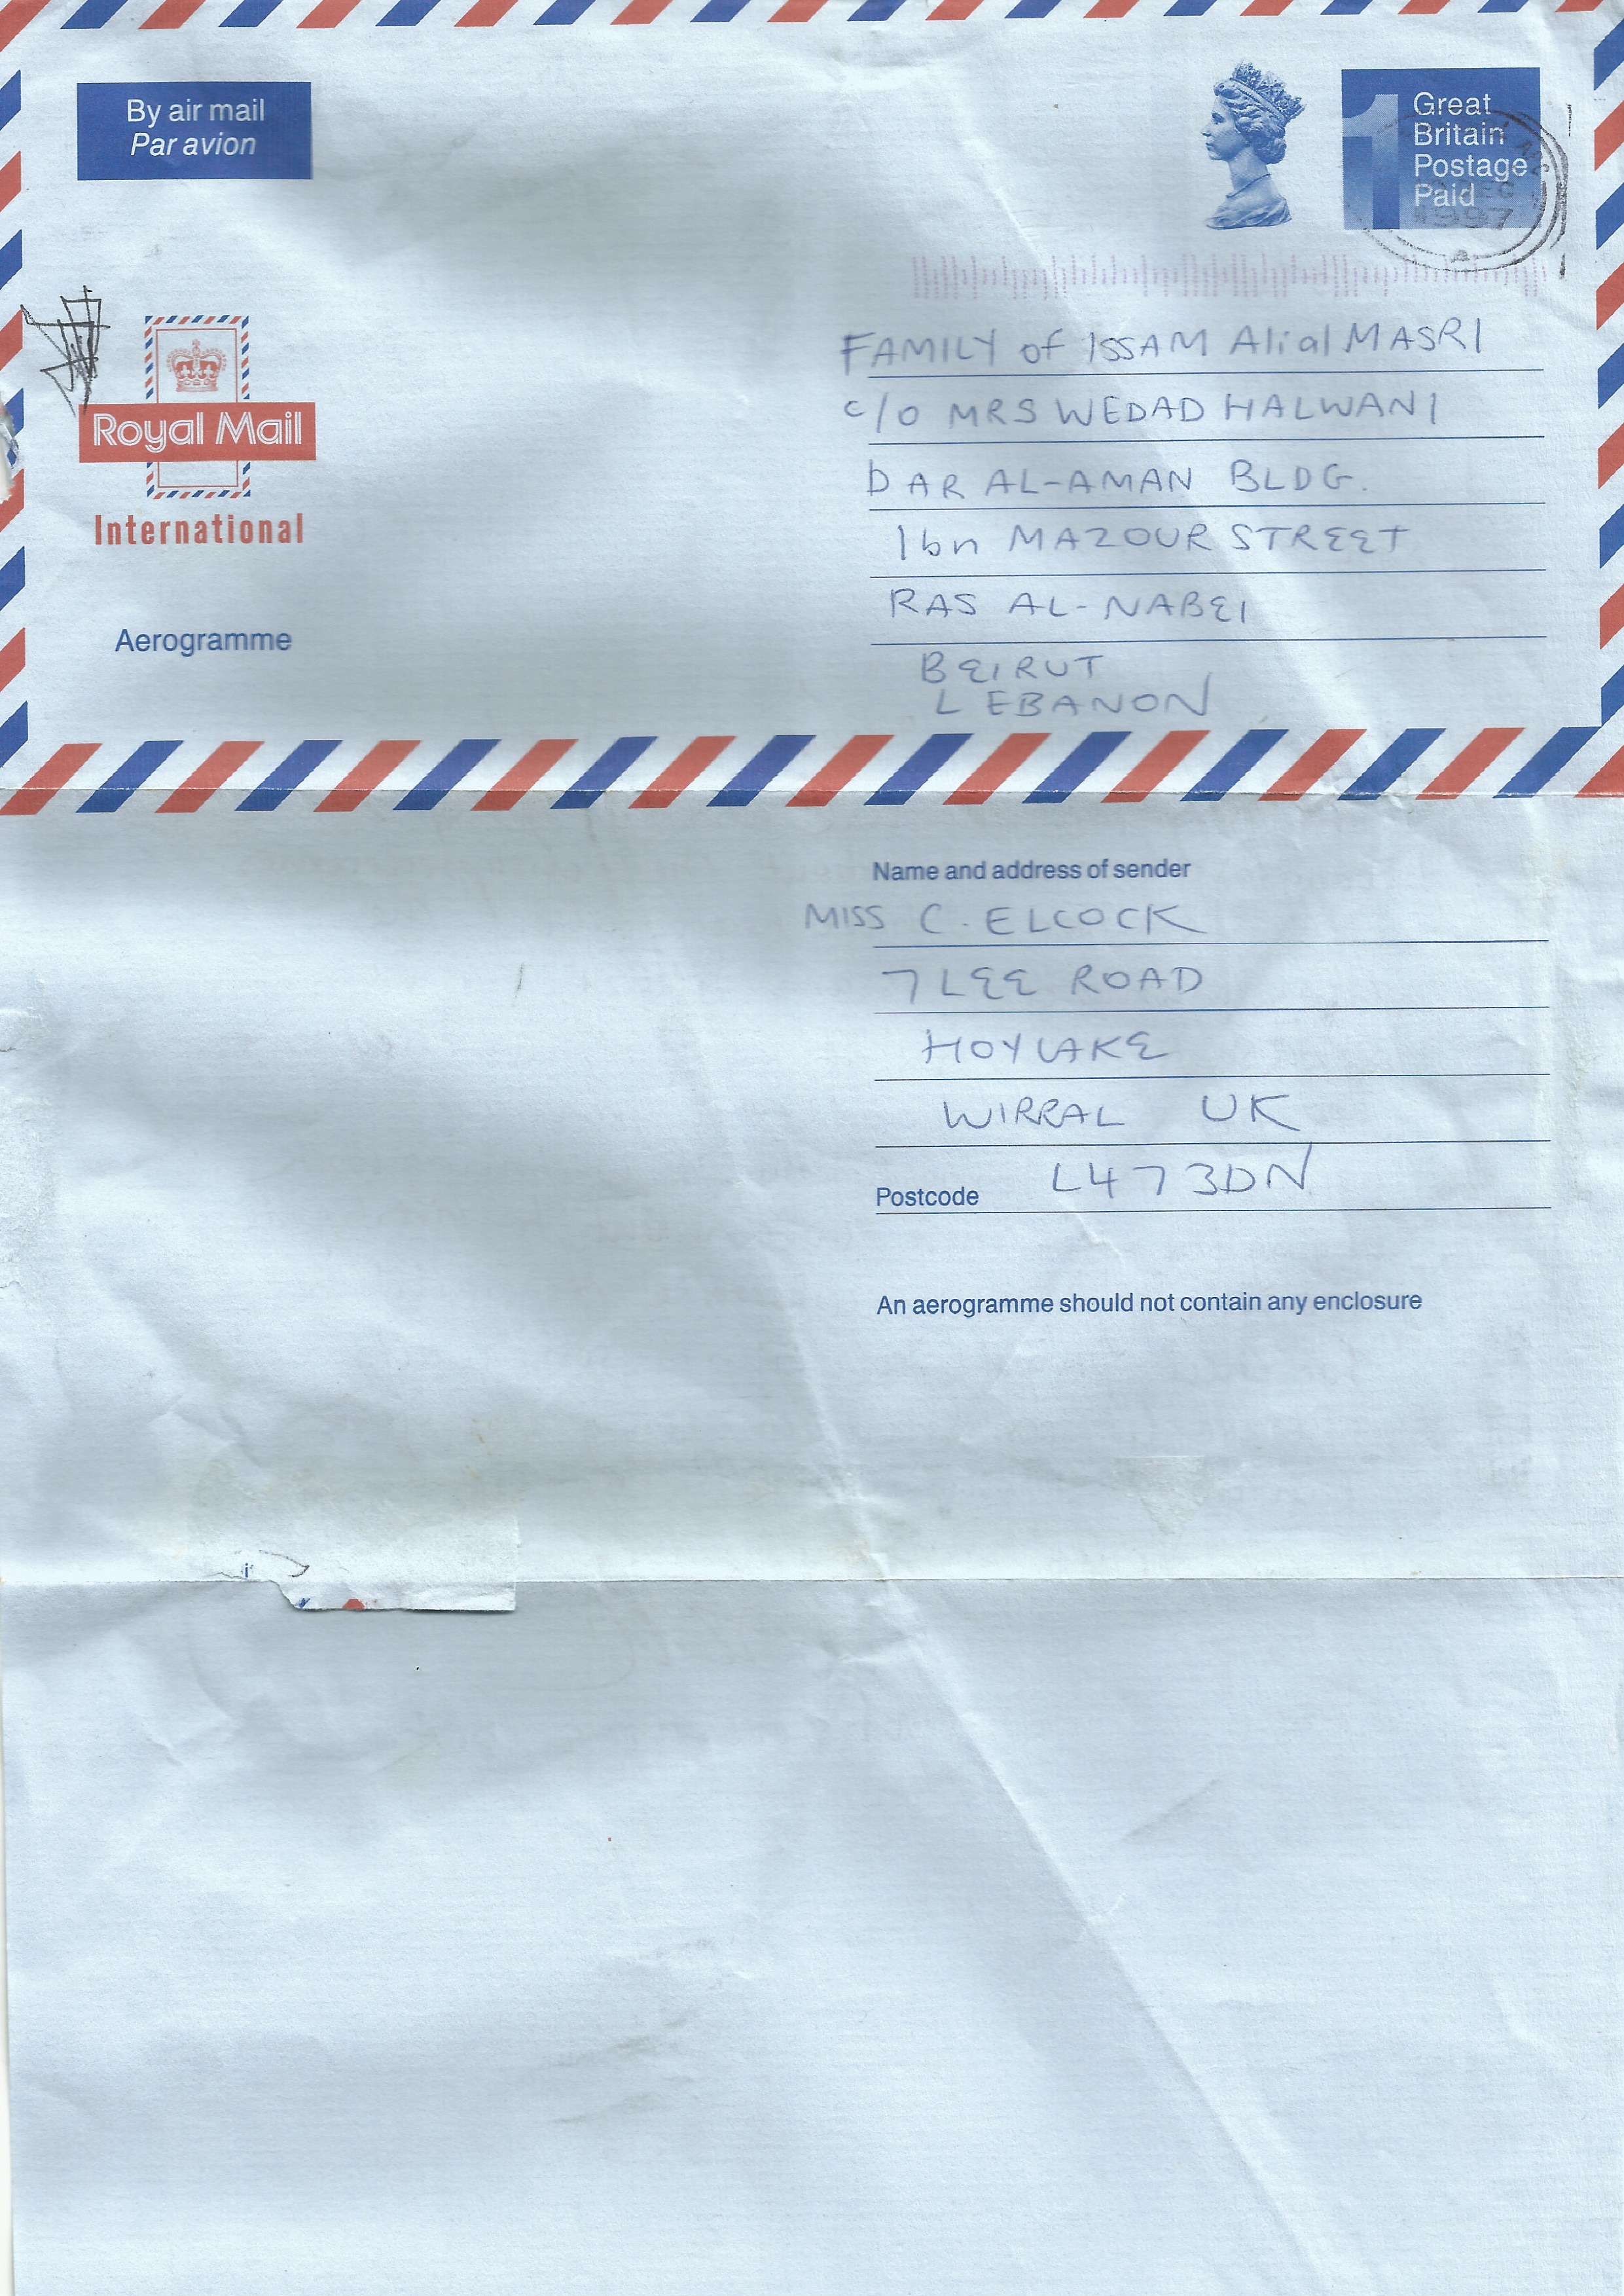 By air mail
Par avion
1
Great
Britain
Postage
Paid
DEC
1997
FAMILY of ISSAM Ali al MASRI
c/o MRS WEDAD HALWANI
DAR AL-AMAN BLDG.
Ibn MAZOUR STREET
RAS AL-NABEI
BEIRUT
LEBANON
Royal Mail
International
Aerogramme
Name and address of sender
MISS C. ELCOCK
7 LEE ROAD
HOYLAKE
WIRRAL UK
Postcode L47 3DN
An aerogramme should not contain any enclosure